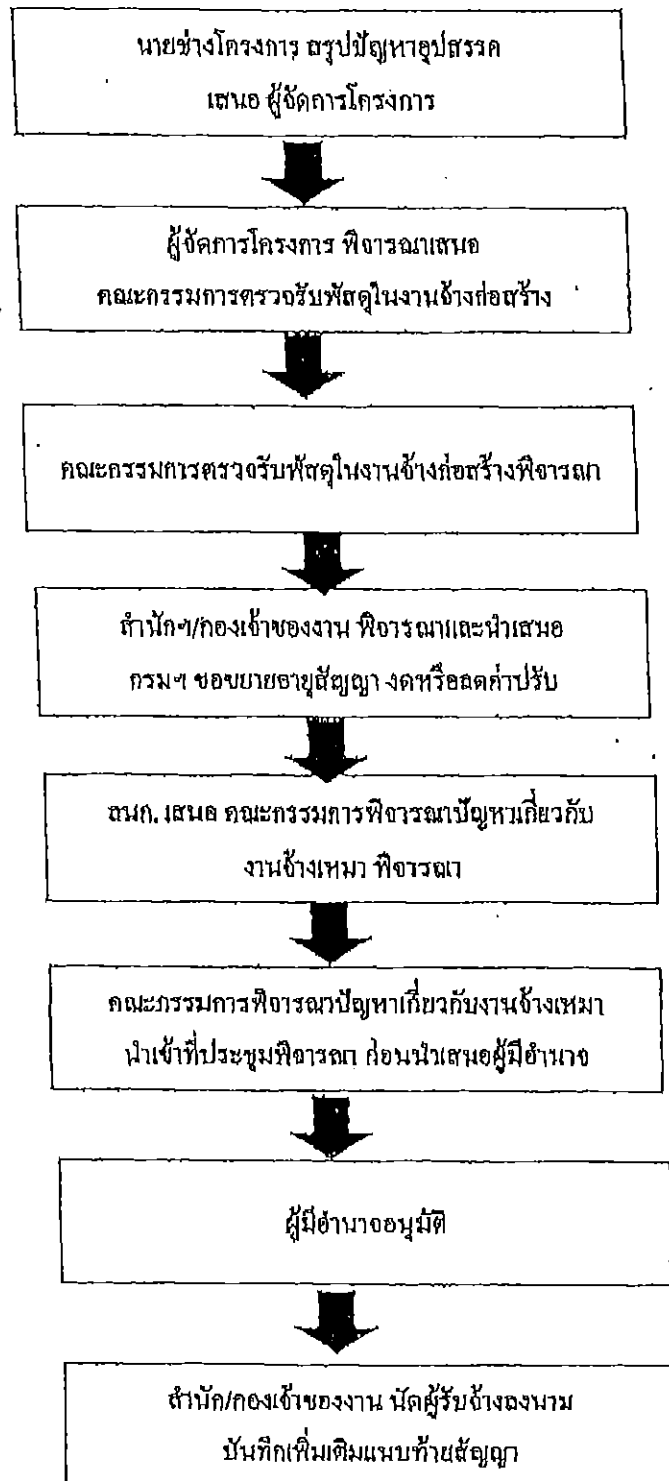 นายช่างโครงการ สรุปปัญหาอุปสรรค
เสนอ ผู้จัดการโครงการ
ผู้จัดการโครงการ พิจารณาเสนอ
คณะกรรมการตรวจรับพัสดุในงานจ้างก่อสร้าง
คณะกรรมการตรวจรับพัสดุในงานจ้างก่อสร้างพิจารณา
สำนักฯ/กองเจ้าของงาน พิจารณาและนำเสนอ
กรมฯ ขอขยายอายุสัญญา งดหรือลดค่าปรับ
สนก. เสนอ คณะกรรมการพิจารณาปัญหาเกี่ยวกับ
งานจ้างเหมา พิจารณา
คณะกรรมการพิจารณาปัญหาเกี่ยวกับงานจ้างเหมา
นำเข้าที่ประชุมพิจารณา ก่อนนำเสนอผู้มีอำนาจ
ผู้มีอำนาจอนุมัติ
สำนัก/กองเจ้าของงาน นัดผู้รับจ้างลงนาม
บันทึกเพิ่มเติมแนบท้ายสัญญา